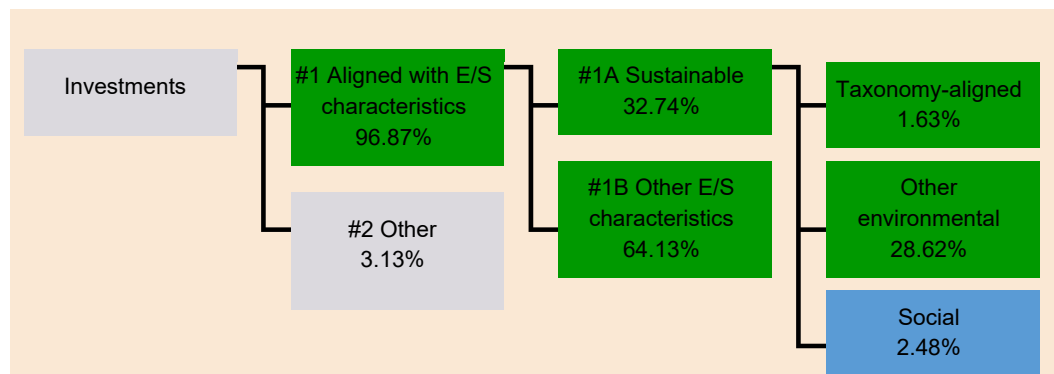 Investments
#1 Aligned with E/S
characteristics
96.87%
#2 Other
3.13%
#1A Sustainable
32.74%
#1B Other E/S
characteristics
64.13%
Taxonomy-aligned
1.63%
Other
environmental
28.62%
Social
2.48%